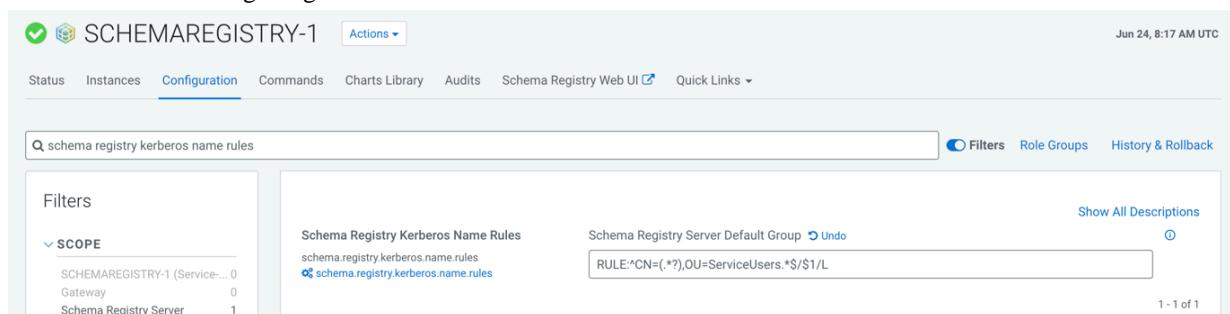 SCHEMAREGISTRY-1 Actions Jun 24, 8:17 AM UTC
Status Instances Configuration Commands Charts Library Audits Schema Registry Web UI Quick Links
schema registry kerberos name rules Filters Role Groups History & Rollback
Filters
Show All Descriptions
SCOPE
Schema Registry Kerberos Name Rules Schema Registry Server Default Group Undo
schema.registry.kerberos.name.rules
RULE:^CN=(.*?),OU=ServiceUsers.*$/$1/L
schema.registry.kerberos.name.rules
SCHEMAREGISTRY-1 (Service-... 0
Gateway 0
Schema Registry Server 1
1 - 1 of 1